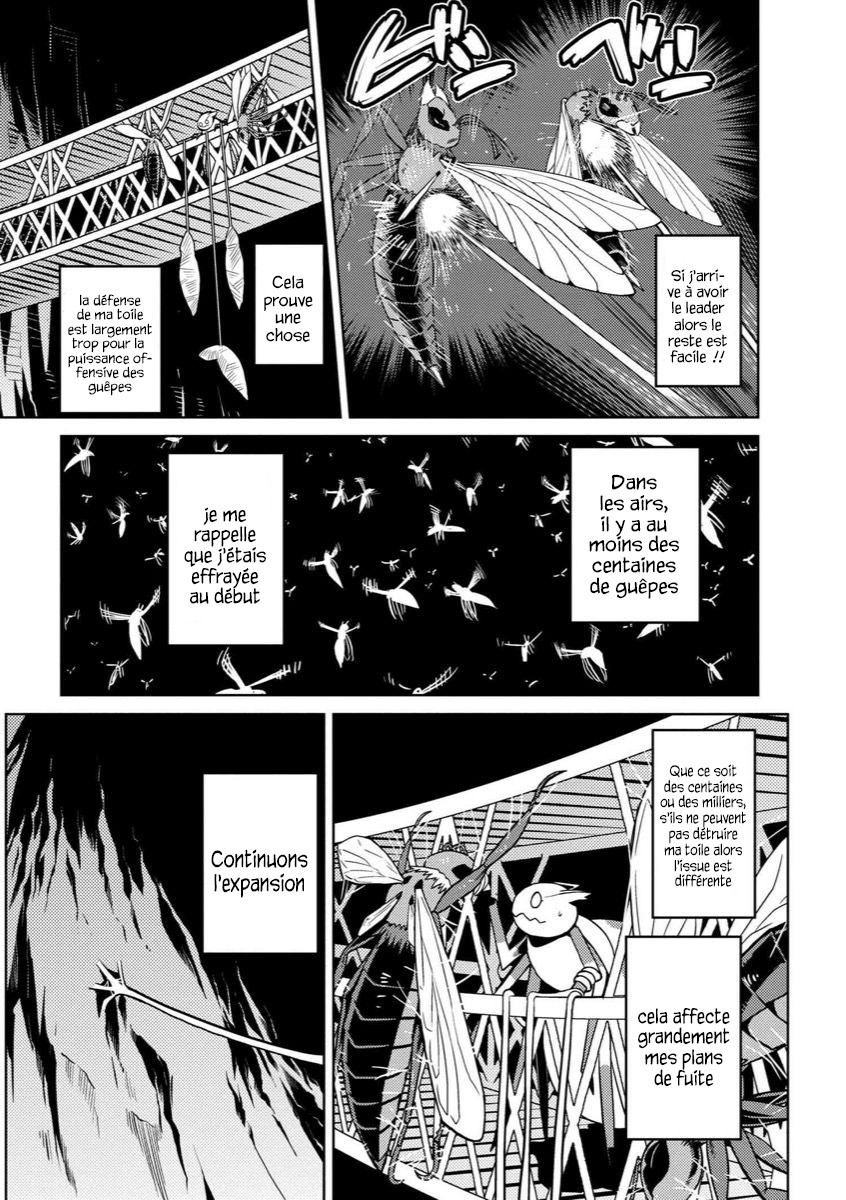 ベ
ビ
Si j'arri-
ve à avoir
le leader
alors le
reste est
facile !!
Cela
prouve
une
chose
la défense
de ma toile
est largement
trop pour la
puissance of-
fensive des
guêpes
Dans
les airs,
il y a au
moins des
centaines
de guêpes
je me
rappelle
que j'étais
effrayée
au début
Que ce soit
des centaines
ou des milliers,
s'ils ne peuvent
pas détruire
ma toile alors
l'issue est
différente
cela affecte
grandement
mes plans
de fuite
Continuons
l'expansion